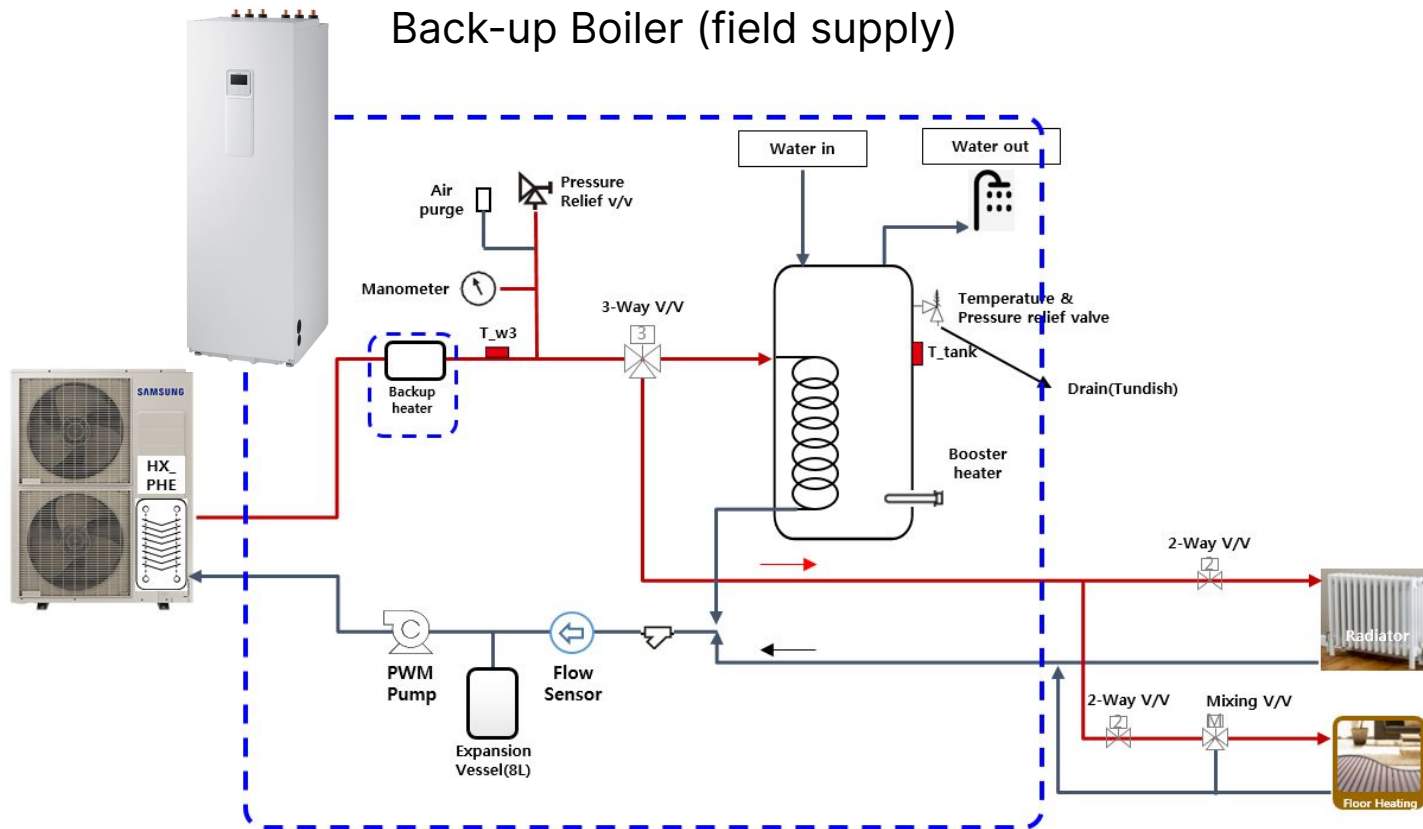 Back-up Boiler (field supply)
Water in
Water out
Air
purge
Pressure
Relief v/v
Manometer
3-Way V/V
3
T_w3
Temperature &
Pressure relief valve
T_tank
Backup
heater
Drain(Tundish)
SAMSUNG
HX_
PHE
Booster
heater
2-Way V/V
2
Radiator
PWM
Pump
C
Flow
Sensor
Expansion
Vessel(8L)
2-Way V/V
2
Mixing V/V
M
Floor Heating